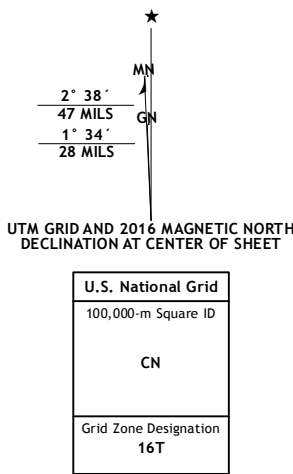 ★
MN
2° 38´
47 MILS
GN
1° 34´
28 MILS
UTM GRID AND 2016 MAGNETIC NORTH
DECLINATION AT CENTER OF SHEET
U.S. National Grid
100,000-m Square ID
CN
Grid Zone Designation
16T